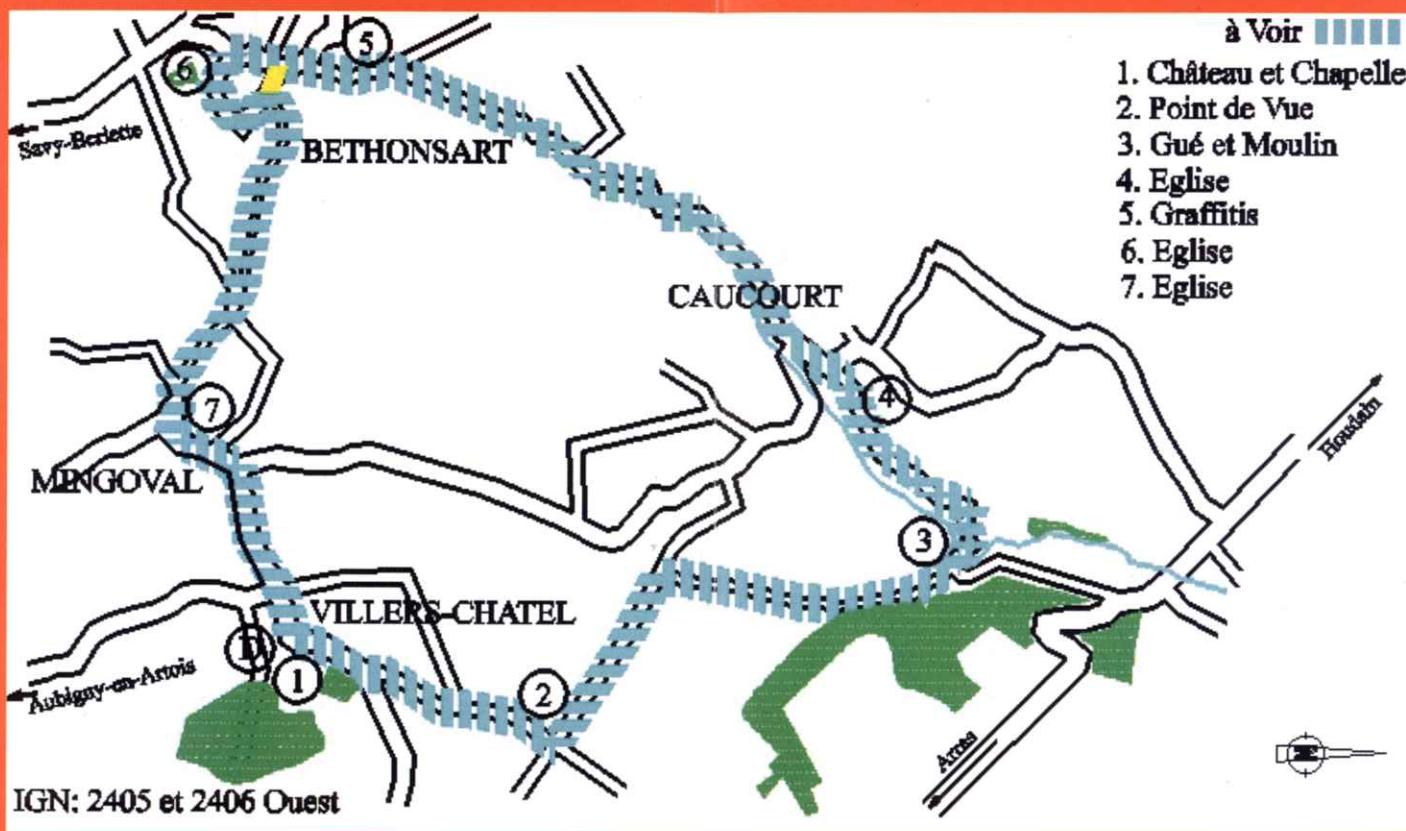 à Voir
1. Château et Chapelle
2. Point de Vue
3. Gué et Moulin
4. Eglise
5. Graffitis
6. Eglise
7. Eglise
5
6
Savy-Berlette
BETHONSART
CAUCOURT
4
7
MINGOVAL
Houdain
3
VILLERS-CHATEL
D
1
2
Aubigny-en-Artois
Arras
N
IGN: 2405 et 2406 Ouest